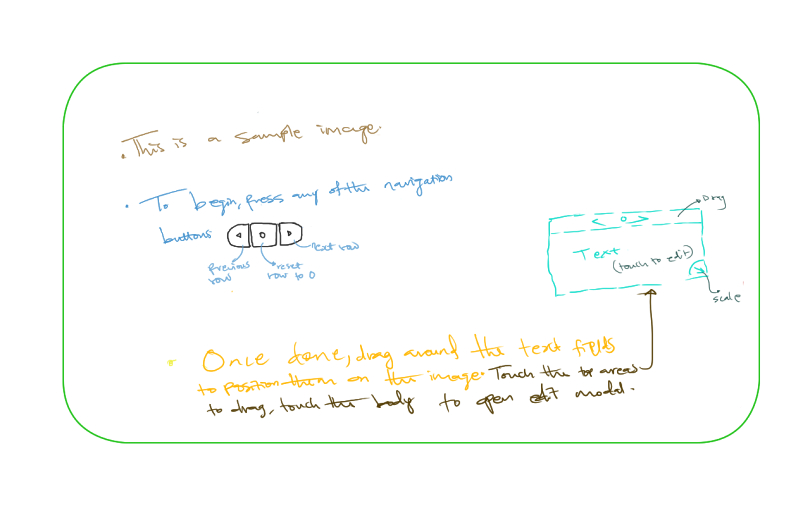 . This is a sample image.
. To begin, press any of the navigation
buttons
Previous
row
reset
row to 0
next row
Drag
Text
(touch to edit)
scale
Once done, drag around the text fields
to position them on the image. Touch the top areas
to drag, touch the body to open edit modal.